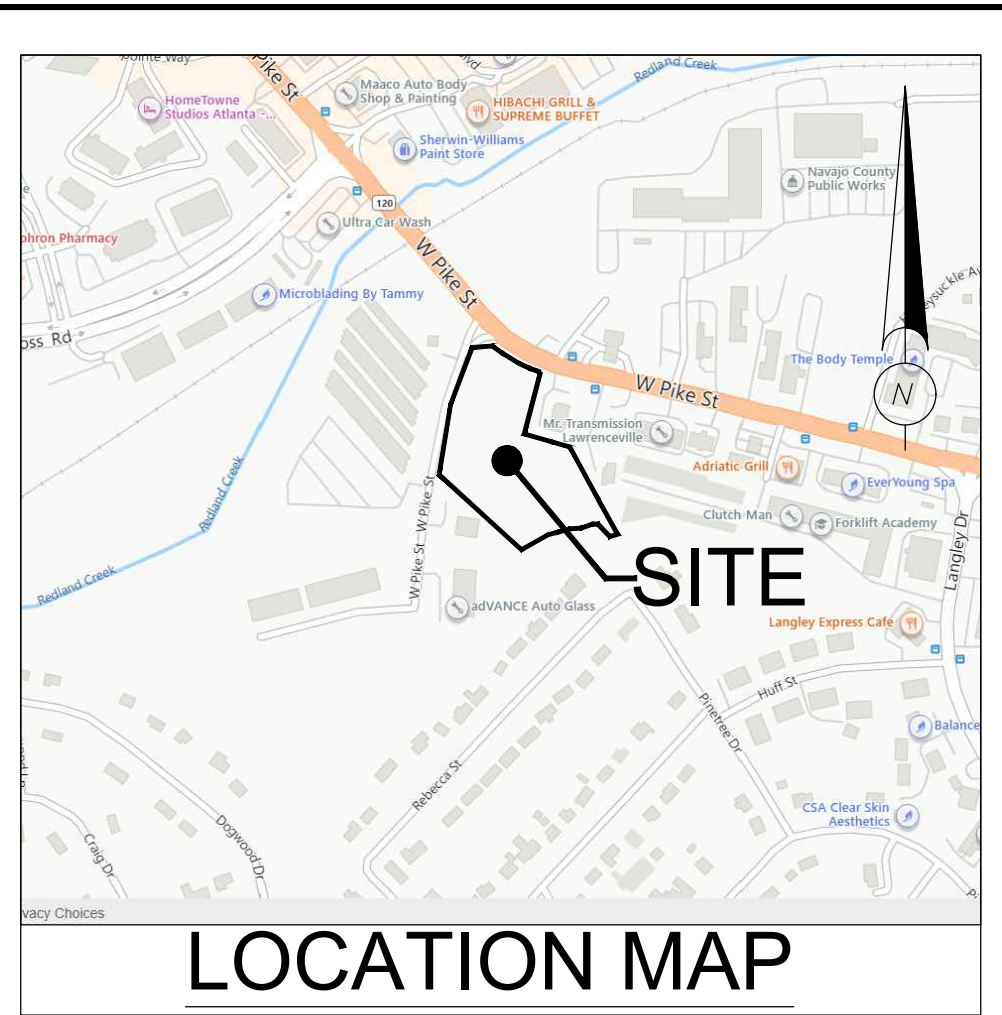 pointe Way
Pike St
Blvd
Redland Creek
Maaco Auto Body
Shop & Painting
HomeTowne
Studios Atlanta -...
HIBACHI GRILL &
SUPREME BUFFET
Sherwin-Williams
Paint Store
Navajo County
Public Works
120
Ultra Car Wash
phron Pharmacy
W Pike St
Microblading By Tammy
oss Rd
The Body Temple
N
W Pike St
Mr. Transmission
Lawrenceville
Adriatic Grill
EverYoung Spa
Clutch Man
Forklift Academy
Redland Creek
W Pike St
W Pike St
Langley Dr
Redland Creek
SITE
adVANCE Auto Glass
Langley Express Cafe
Huff St
Pinetree Dr
Balance
Rebecca St
CSA Clear Skin
Aesthetics
Dogwood Dr
Craig Dr
vacy Choices
LOCATION MAP